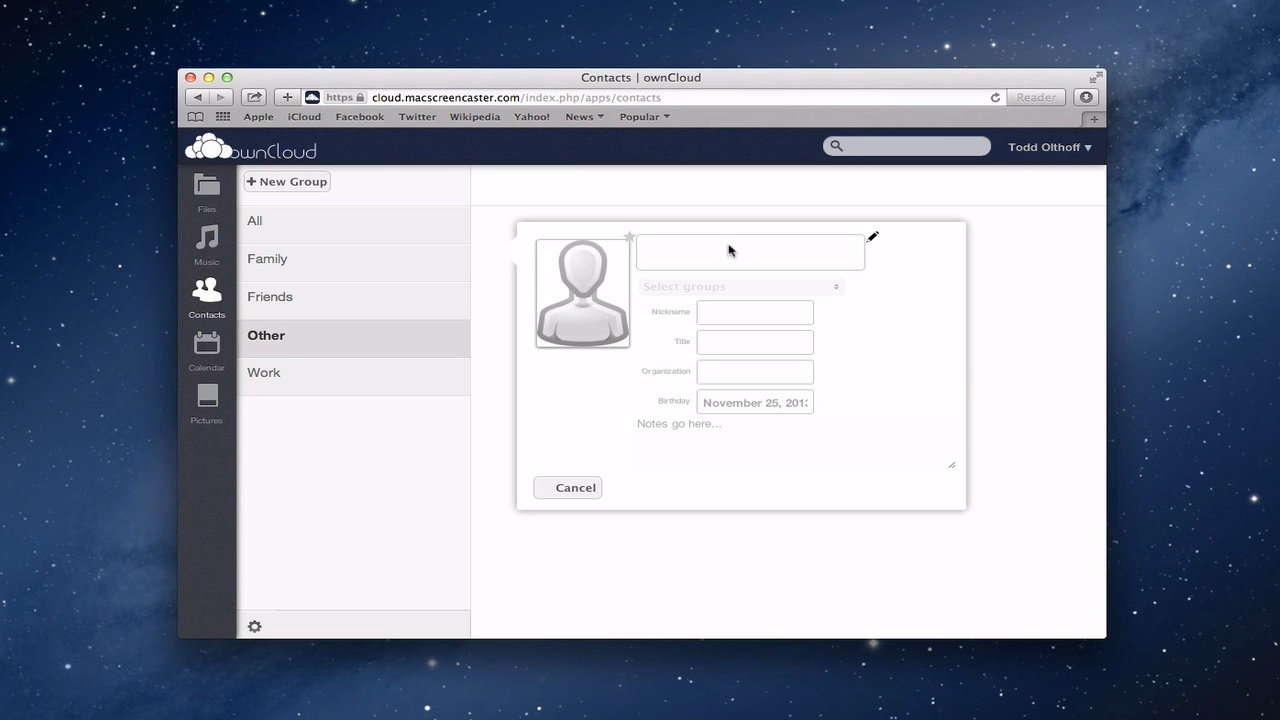 Contacts | ownCloud
https cloud.macscreencaster.com/index.php/apps/contacts Reader
Apple iCloud Facebook Twitter Wikipedia Yahoo! News Popular
ownCloud
Todd Olthoff
Files
Music
Contacts
Calendar
Pictures
+ New Group
All
Family
Friends
Other
Work
Select groups
Nickname
Title
Organization
Birthday November 25, 2013
Notes go here...
Cancel